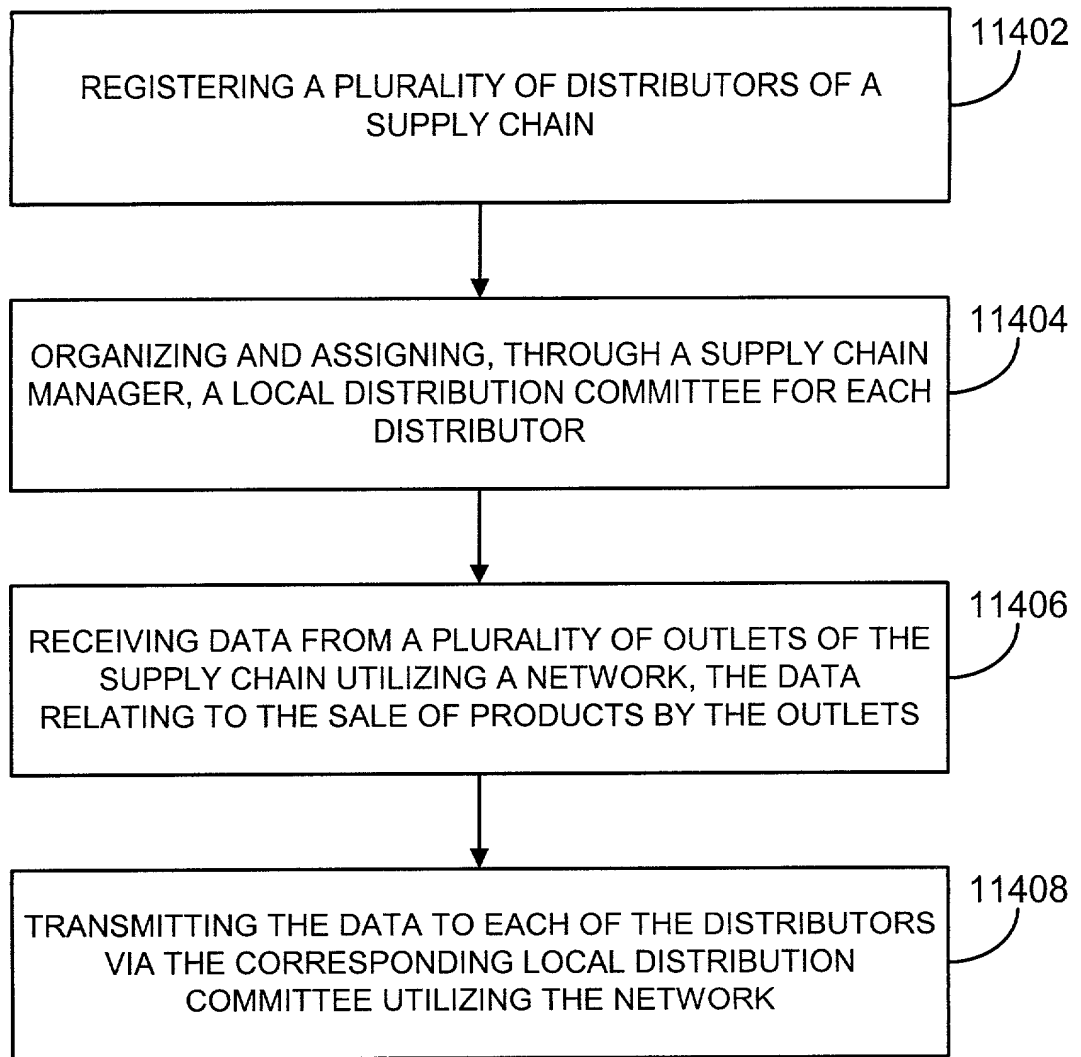 11402
REGISTERING A PLURALITY OF DISTRIBUTORS OF A
SUPPLY CHAIN
11404
ORGANIZING AND ASSIGNING, THROUGH A SUPPLY CHAIN
MANAGER, A LOCAL DISTRIBUTION COMMITTEE FOR EACH
DISTRIBUTOR
11406
RECEIVING DATA FROM A PLURALITY OF OUTLETS OF THE
SUPPLY CHAIN UTILIZING A NETWORK, THE DATA
RELATING TO THE SALE OF PRODUCTS BY THE OUTLETS
11408
TRANSMITTING THE DATA TO EACH OF THE DISTRIBUTORS
VIA THE CORRESPONDING LOCAL DISTRIBUTION
COMMITTEE UTILIZING THE NETWORK